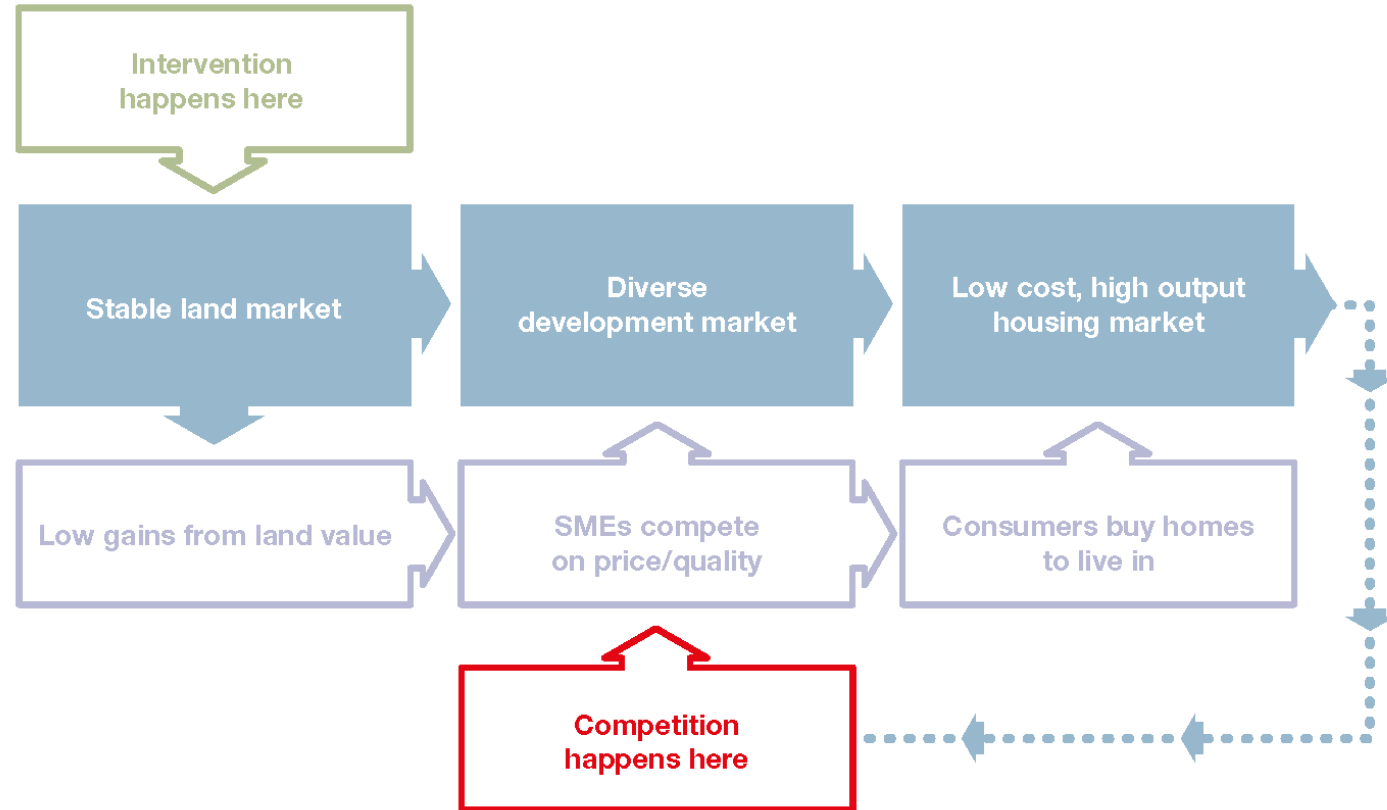 Intervention
happens here
Stable land market
Diverse
development market
Low cost, high output
housing market
Low gains from land value
SMEs compete
on price/quality
Consumers buy homes
to live in
Competition
happens here